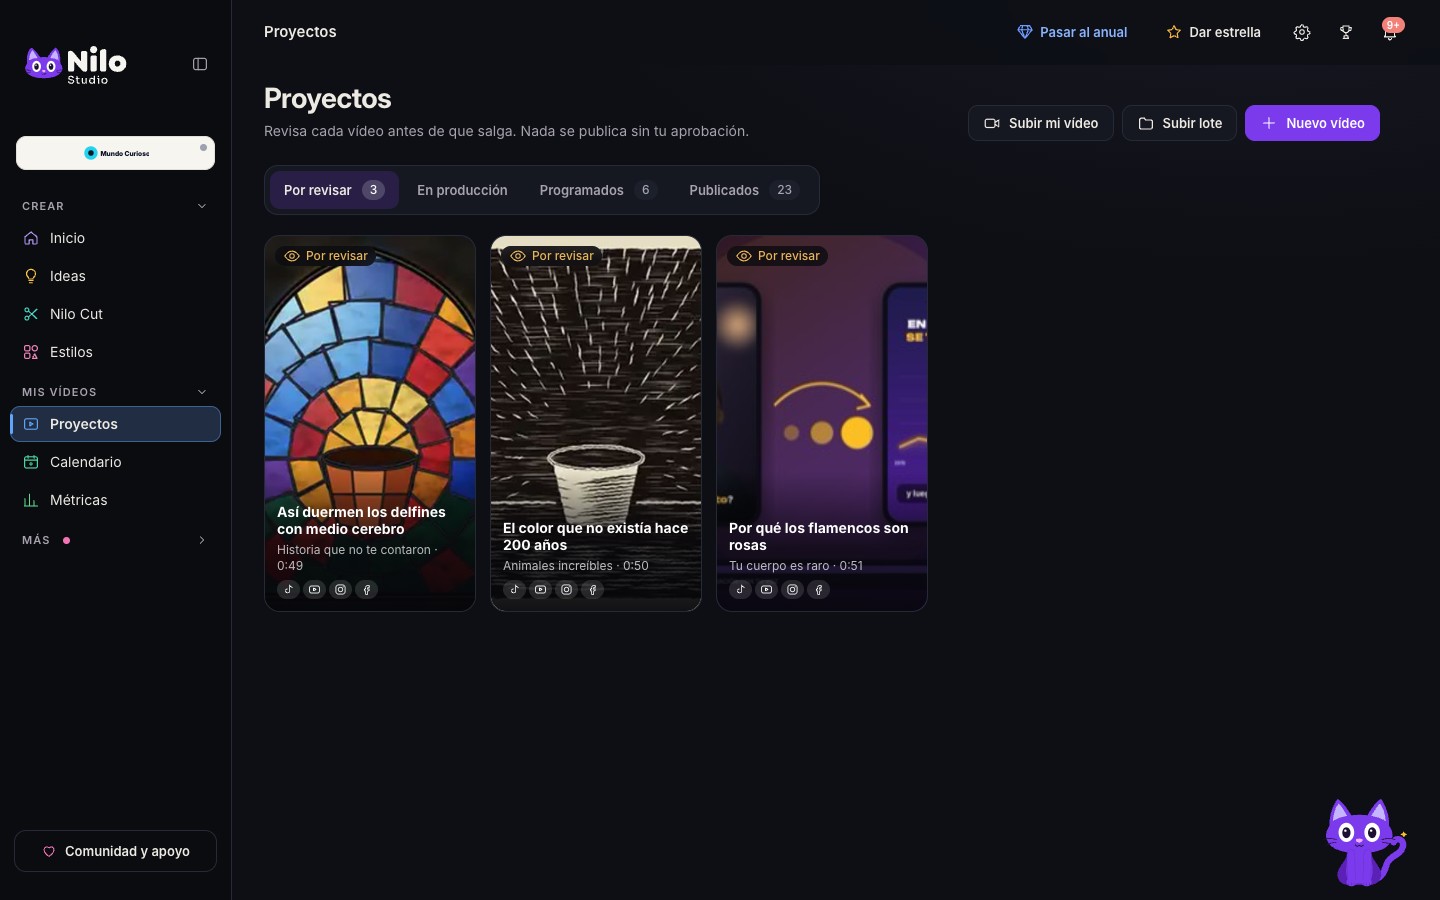 Nilo
Studio
Proyectos
Pasar al anual
Dar estrella
9+
Mundo Curioso
CREAR
Inicio
Ideas
Nilo Cut
Estilos
MIS VÍDEOS
Proyectos
Calendario
Métricas
MÁS
Comunidad y apoyo
Proyectos
Revisa cada vídeo antes de que salga. Nada se publica sin tu aprobación.
Subir mi vídeo
Subir lote
Nuevo vídeo
Por revisar 3
En producción
Programados 6
Publicados 23
Por revisar
Así duermen los delfines
con medio cerebro
Historia que no te contaron ·
0:49
Por revisar
El color que no existía hace
200 años
Animales increíbles · 0:50
Por revisar
EN
SE
?
y lueg
Por qué los flamencos son
rosas
Tu cuerpo es raro · 0:51